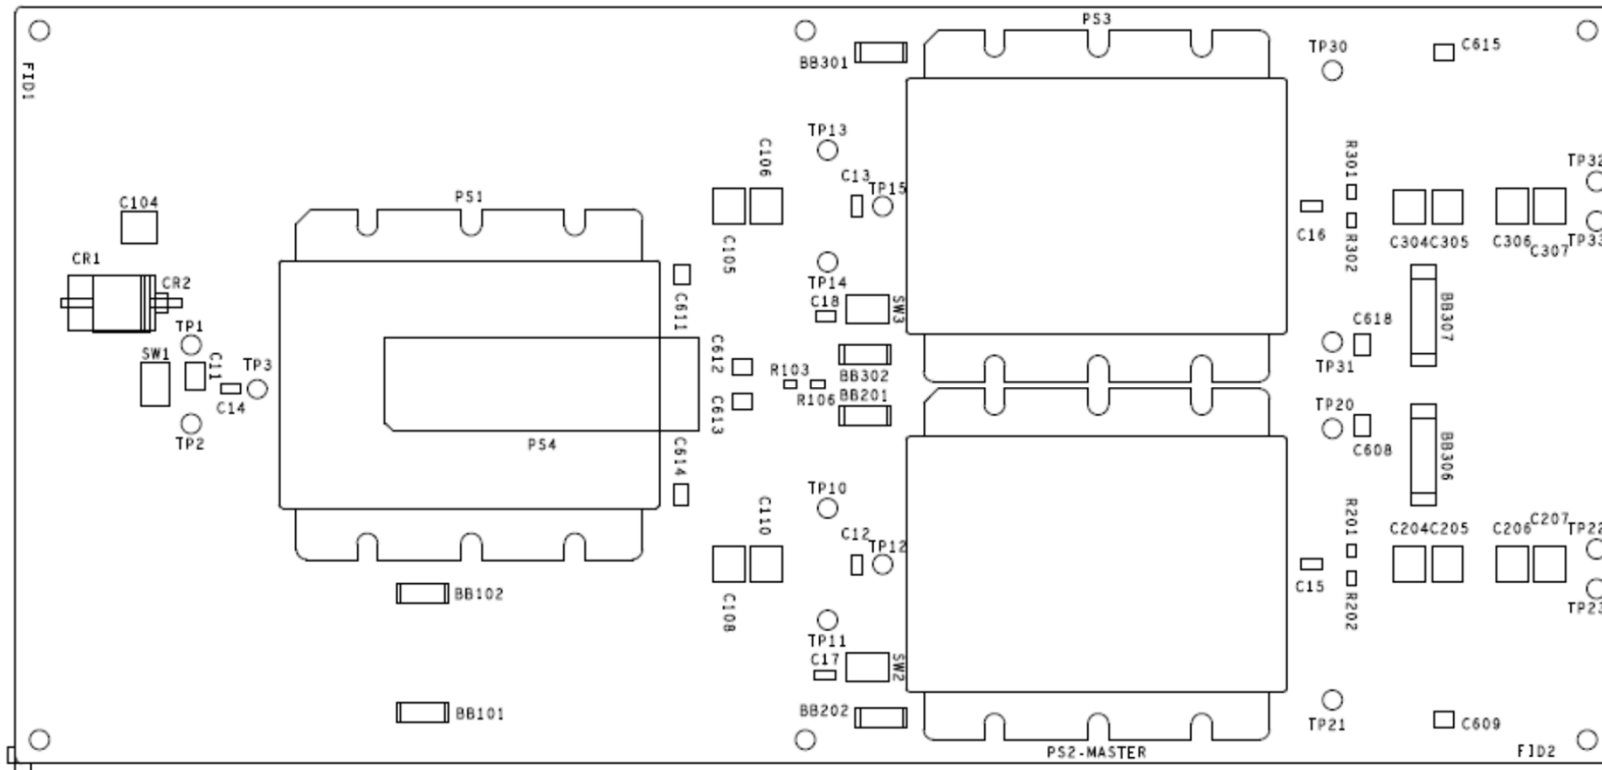 PS3
BB301
TP30
C615
FID1
TP13
C106
R301
TP32
C13
TP15
C104
PS1
C16
R302
C304
C305
C306
C307
TP33
C105
CR1
CR2
TP14
C18
SW3
C611
BB307
TP1
C618
SW1
C11
TP3
C612
R103
BB302
TP31
C14
R106
BB201
C613
TP20
TP2
PS4
C614
C608
BB306
TP10
C110
R201
C12
TP12
C204
C205
C206
C207
TP22
C15
R202
BB102
C108
TP23
TP11
C17
SW2
BB101
BB202
TP21
C609
PS2-MASTER
FID2